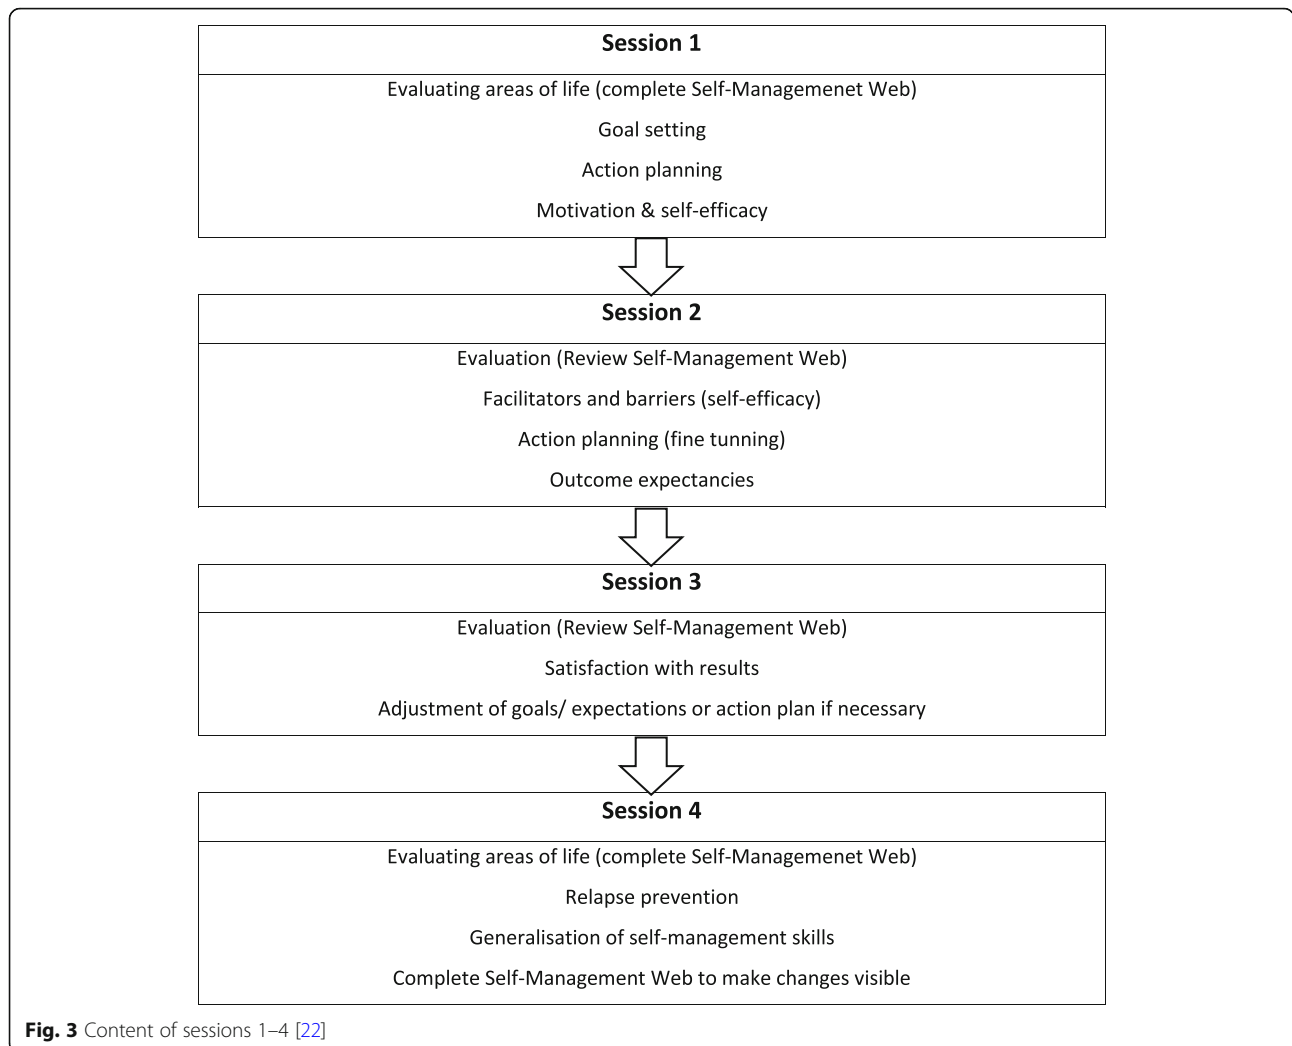 Session 1
Evaluating areas of life (complete Self-Managemenet Web)
Goal setting
Action planning
Motivation & self-efficacy
Session 2
Evaluation (Review Self-Management Web)
Facilitators and barriers (self-efficacy)
Action planning (fine tunning)
Outcome expectancies
Session 3
Evaluation (Review Self-Management Web)
Satisfaction with results
Adjustment of goals/ expectations or action plan if necessary
Session 4
Evaluating areas of life (complete Self-Managemenet Web)
Relapse prevention
Generalisation of self-management skills
Complete Self-Management Web to make changes visible
Fig. 3 Content of sessions 1–4 [22]